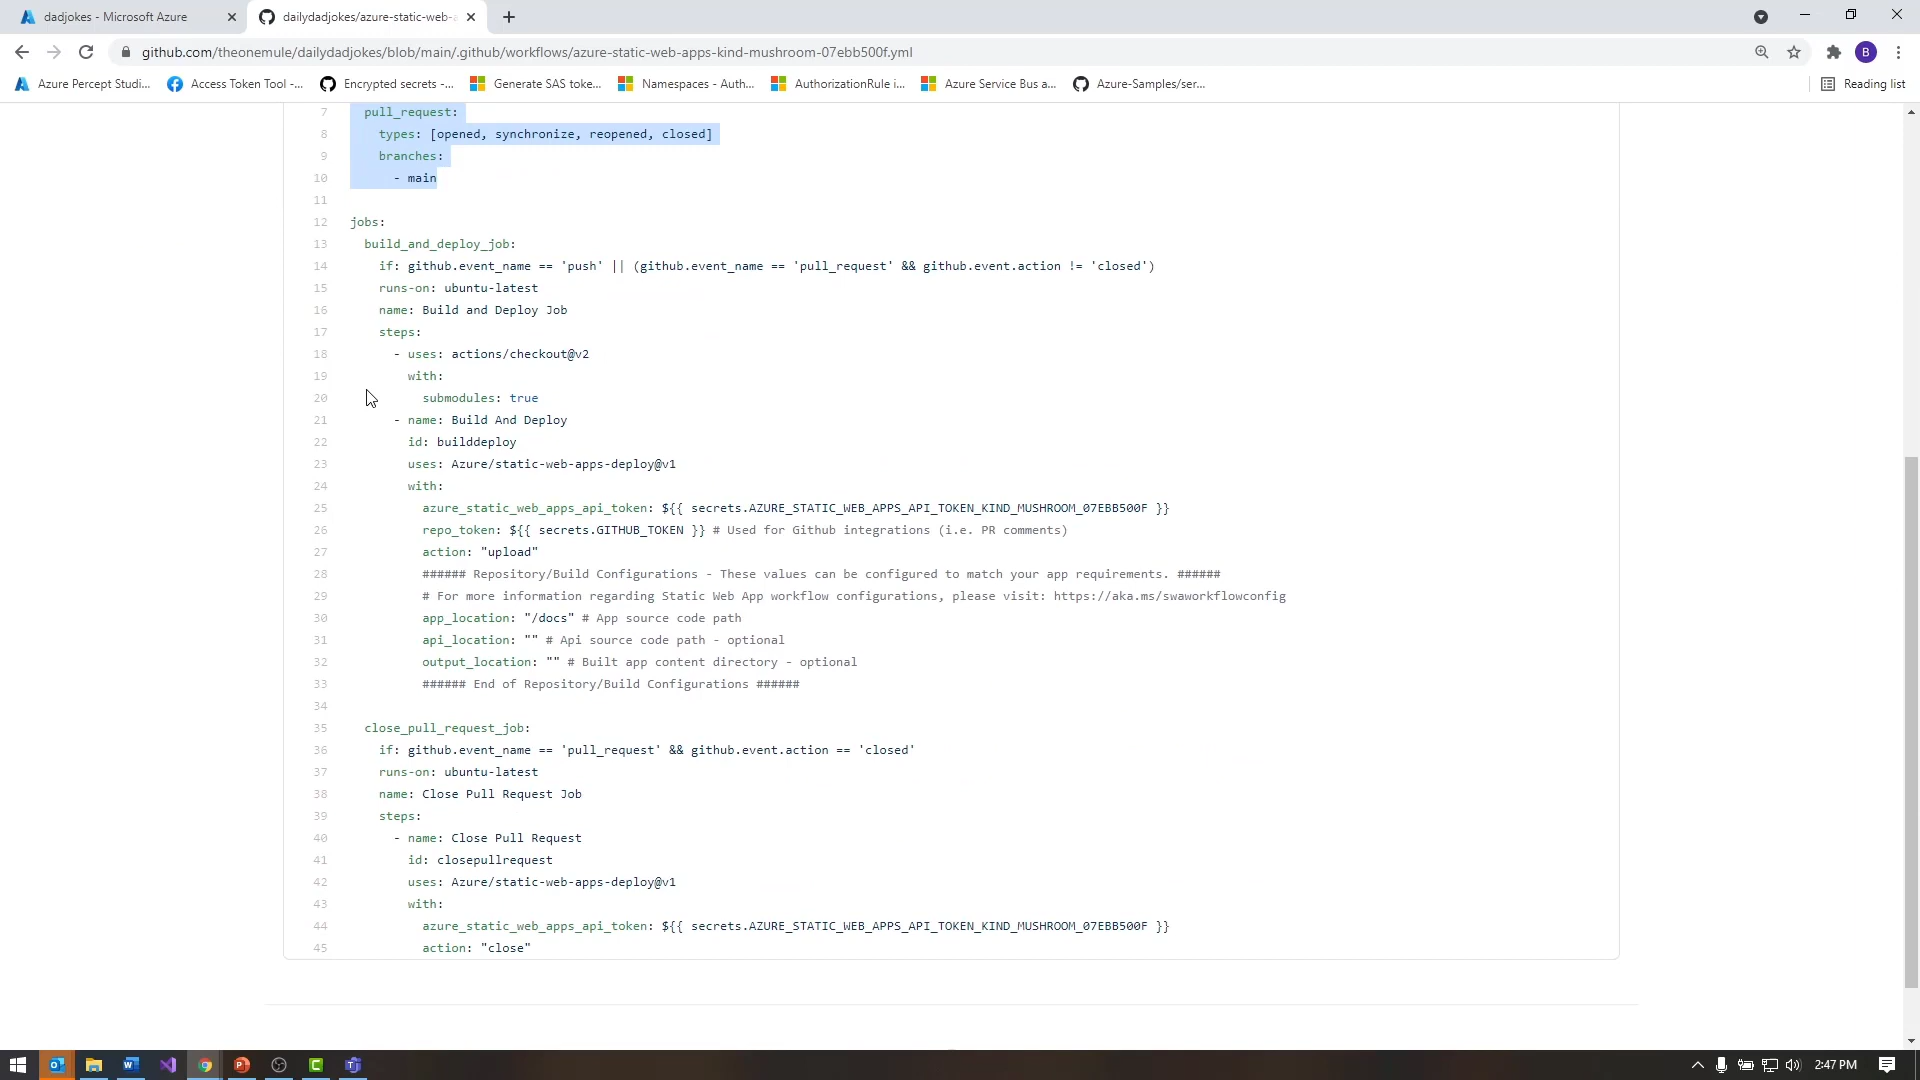 dadjokes - Microsoft Azure
dailydadjokes/azure-static-web-a
github.com/theonemule/dailydadjokes/blob/main/.github/workflows/azure-static-web-apps-kind-mushroom-07ebb500f.yml
B
Azure Percept Studi...
Access Token Tool -...
Encrypted secrets -...
Generate SAS toke...
Namespaces - Auth...
AuthorizationRule i...
Azure Service Bus a...
Azure-Samples/ser...
Reading list
7 pull_request:
8 types: [opened, synchronize, reopened, closed]
9 branches:
10 - main
11
12 jobs:
13 build_and_deploy_job:
14 if: github.event_name == 'push' || (github.event_name == 'pull_request' && github.event.action != 'closed')
15 runs-on: ubuntu-latest
16 name: Build and Deploy Job
17 steps:
18 - uses: actions/checkout@v2
19 with:
20 submodules: true
21 - name: Build And Deploy
22 id: builddeploy
23 uses: Azure/static-web-apps-deploy@v1
24 with:
25 azure_static_web_apps_api_token: ${{ secrets.AZURE_STATIC_WEB_APPS_API_TOKEN_KIND_MUSHROOM_07EBB500F }}
26 repo_token: ${{ secrets.GITHUB_TOKEN }} # Used for Github integrations (i.e. PR comments)
27 action: "upload"
28 ###### Repository/Build Configurations - These values can be configured to match your app requirements. ######
29 # For more information regarding Static Web App workflow configurations, please visit: https://aka.ms/swaworkflowconfig
30 app_location: "/docs" # App source code path
31 api_location: "" # Api source code path - optional
32 output_location: "" # Built app content directory - optional
33 ###### End of Repository/Build Configurations ######
34
35 close_pull_request_job:
36 if: github.event_name == 'pull_request' && github.event.action == 'closed'
37 runs-on: ubuntu-latest
38 name: Close Pull Request Job
39 steps:
40 - name: Close Pull Request
41 id: closepullrequest
42 uses: Azure/static-web-apps-deploy@v1
43 with:
44 azure_static_web_apps_api_token: ${{ secrets.AZURE_STATIC_WEB_APPS_API_TOKEN_KIND_MUSHROOM_07EBB500F }}
45 action: "close"
2:47 PM